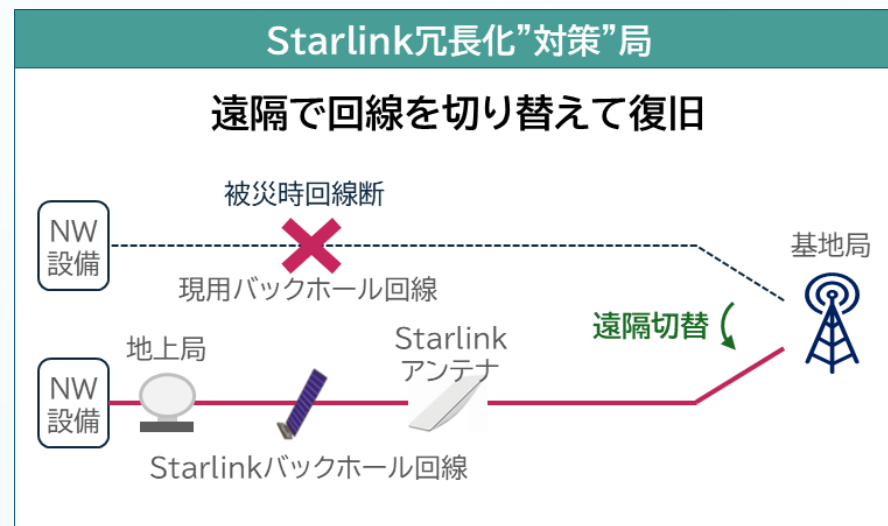 Starlink冗長化”対策”局
遠隔で回線を切り替えて復旧
被災時回線断
NW
設備
基地局
現用バックホール回線
遠隔切替
地上局
Starlink
アンテナ
NW
設備
Starlinkバックホール回線